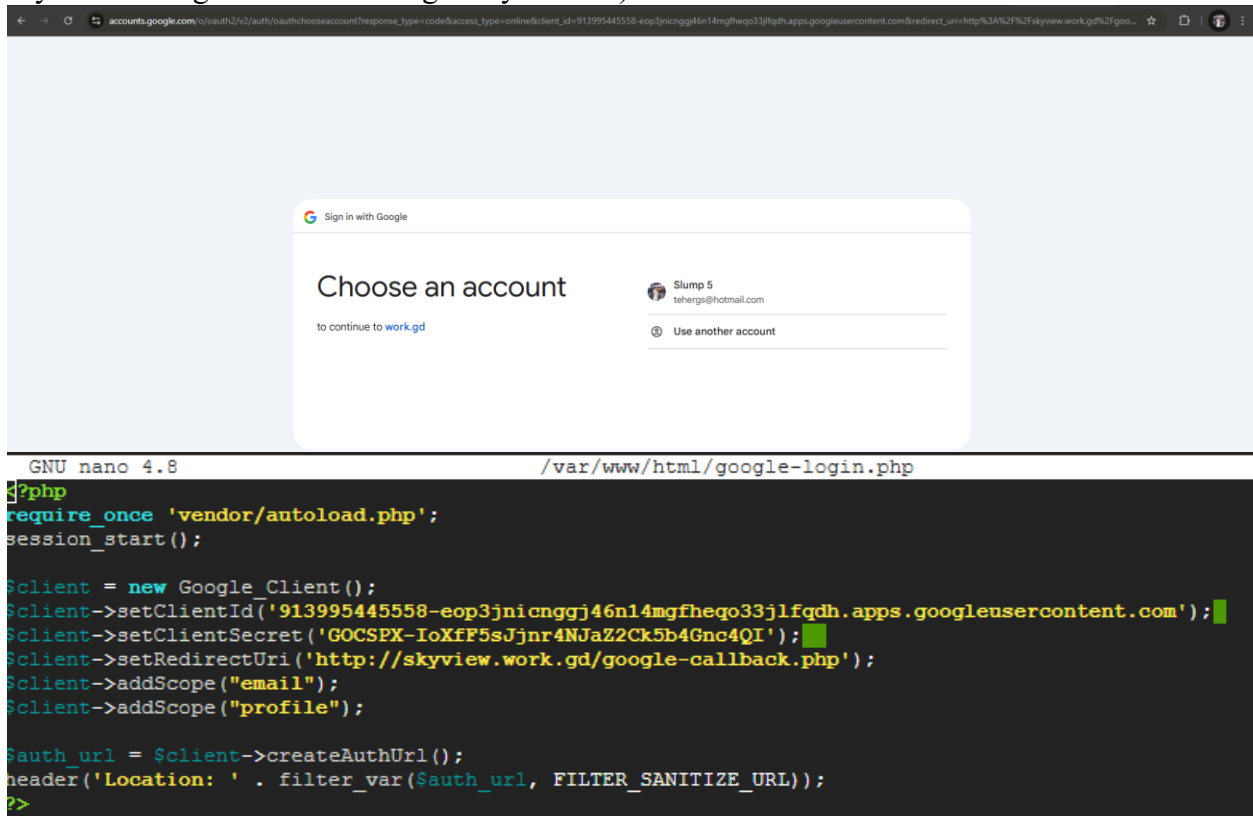 accounts.google.com/o/oauth2/v2/auth/oauthchooseaccount?response_type=code&access_type=online&client_id=913995445558-eop3jnicnggj46n14mgfheqo33jlfqdh.apps.googleusercontent.com&redirect_uri=http%3A%2F%2Fskyview.work.gd%2Fgoo...
Sign in with Google
Choose an account
to continue to work.gd
Slump 5
tehergs@hotmail.com
Use another account
GNU nano 4.8 /var/www/html/google-login.php
<?php
require_once 'vendor/autoload.php';
session_start();
$client = new Google_Client();
$client->setClientId('913995445558-eop3jnicnggj46n14mgfheqo33jlfqdh.apps.googleusercontent.com');
$client->setClientSecret('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');
$client->setRedirectUri('http://skyview.work.gd/google-callback.php');
$client->addScope("email");
$client->addScope("profile");
$auth_url = $client->createAuthUrl();
header('Location: ' . filter_var($auth_url, FILTER_SANITIZE_URL));
?>